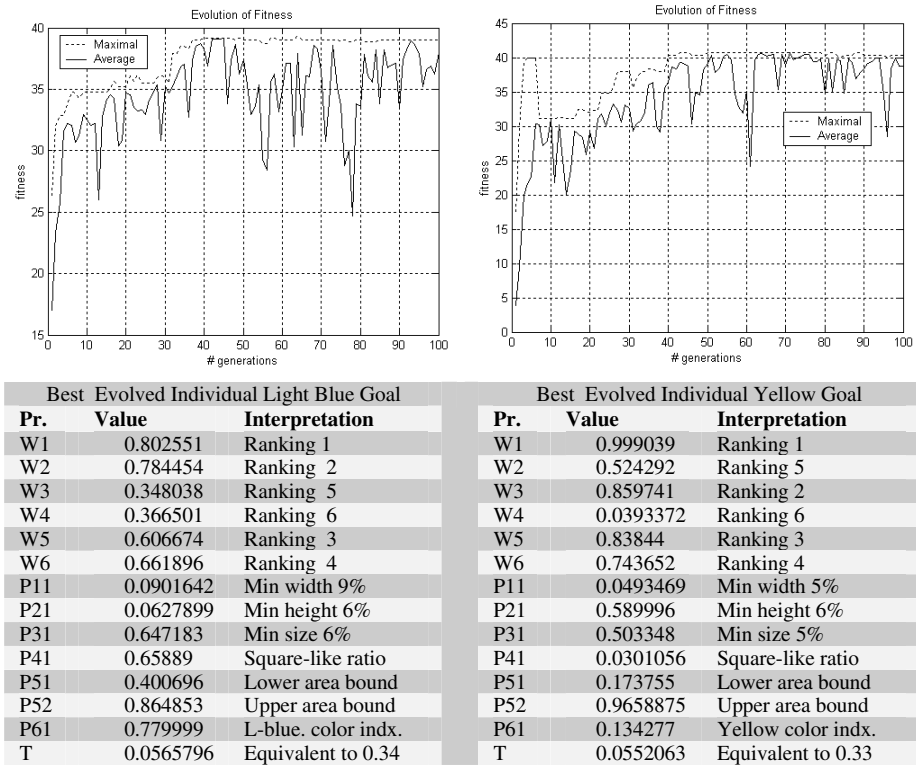 Evolution of Fitness
40
35
30
25
20
15
fitness
Maximal
Average
0 10 20 30 40 50 60 70 80 90 100
# generations
Evolution of Fitness
45
40
35
30
25
20
15
10
5
0
fitness
Maximal
Average
0 10 20 30 40 50 60 70 80 90 100
# generations
Best Evolved Individual Light Blue Goal
Pr. Value Interpretation
W1 0.802551 Ranking 1
W2 0.784454 Ranking 2
W3 0.348038 Ranking 5
W4 0.366501 Ranking 6
W5 0.606674 Ranking 3
W6 0.661896 Ranking 4
P11 0.0901642 Min width 9%
P21 0.0627899 Min height 6%
P31 0.647183 Min size 6%
P41 0.65889 Square-like ratio
P51 0.400696 Lower area bound
P52 0.864853 Upper area bound
P61 0.779999 L-blue. color indx.
T 0.0565796 Equivalent to 0.34
Best Evolved Individual Yellow Goal
Pr. Value Interpretation
W1 0.999039 Ranking 1
W2 0.524292 Ranking 5
W3 0.859741 Ranking 2
W4 0.0393372 Ranking 6
W5 0.83844 Ranking 3
W6 0.743652 Ranking 4
P11 0.0493469 Min width 5%
P21 0.589996 Min height 6%
P31 0.503348 Min size 5%
P41 0.0301056 Square-like ratio
P51 0.173755 Lower area bound
P52 0.9658875 Upper area bound
P61 0.134277 Yellow color indx.
T 0.0552063 Equivalent to 0.33